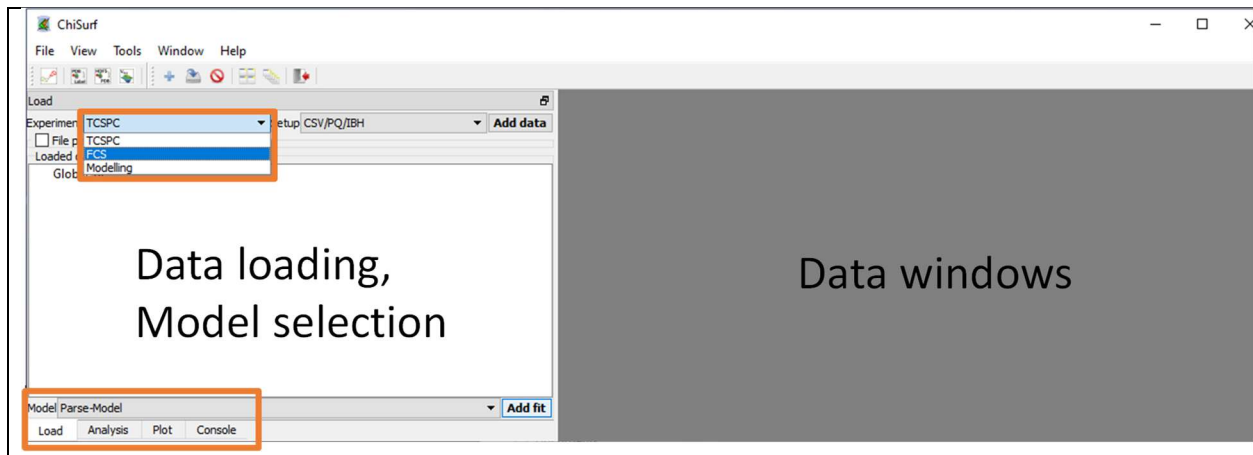 ChiSurf
File View Tools Window Help
Load
Experimen TCSPC etup CSV/PQ/IBH Add data
File p TCSPC
Loaded FCS
Glob Modelling
Data loading,
Model selection
Data windows
Model Parse-Model Add fit
Load Analysis Plot Console